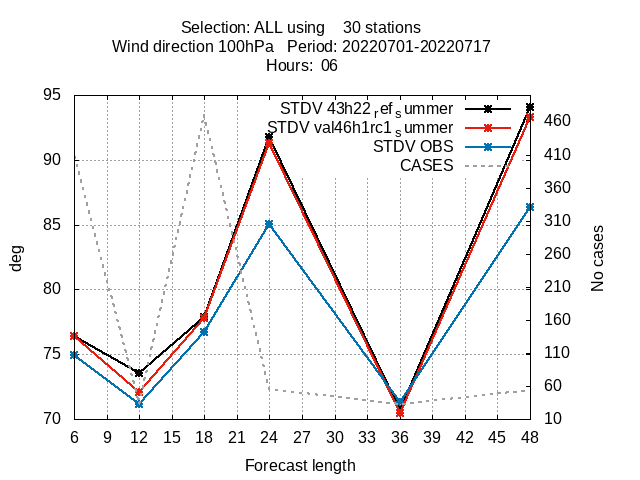 Selection: ALL using    30 stations
Wind direction 100hPa   Period: 20220701-20220717
Hours:  06
STDV 43h22refsummer
STDV val46h1rc1summer
STDV OBS
CASES
95
90
85
80
75
70
deg
460
410
360
310
260
210
160
110
60
10
No cases
6 9 12 15 18 21 24 27 30 33 36 39 42 45 48
Forecast length